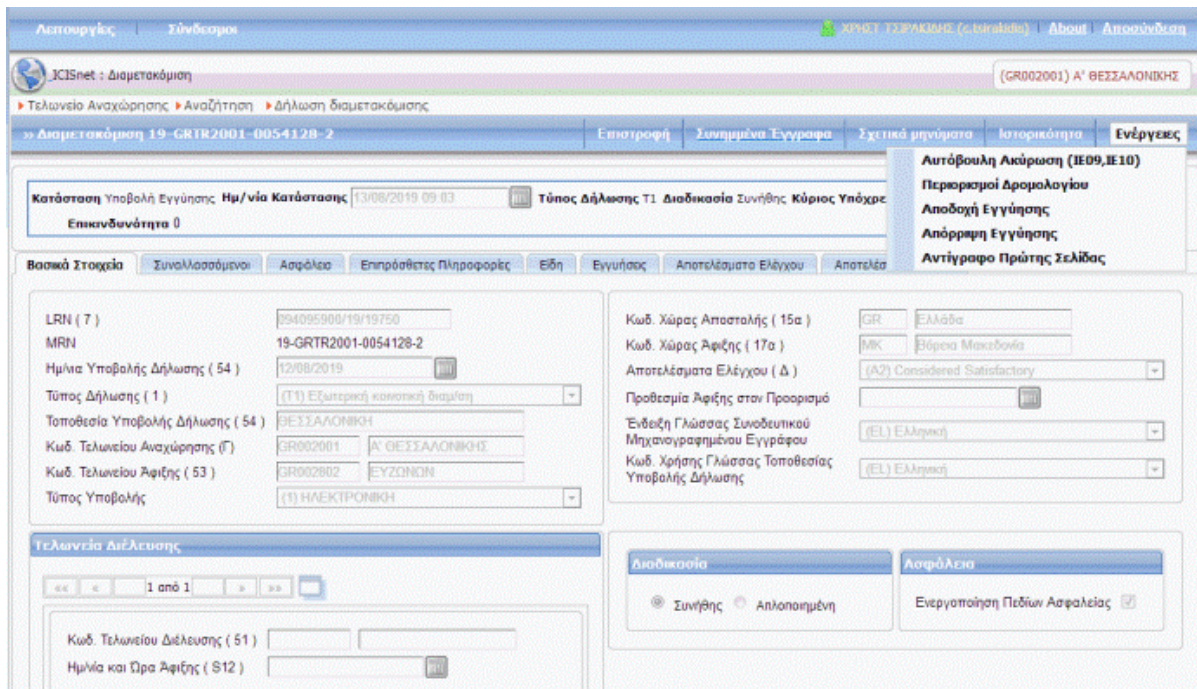 Λειτουργίες Σύνδεσμοι ΧΡΗΣΤ ΤΣΙΡΑΚΙΔΗΣ (c.tsirakidis) About Αποσύνδεση
ICISnet : Διαμετακόμιση (GR002001) Α' ΘΕΣΣΑΛΟΝΙΚΗΣ
Τελωνείο Αναχώρησης Αναζήτηση Δήλωση διαμετακόμισης
» Διαμετακόμιση 19-GRTR2001-0054128-2 Επιστροφή Συνημμένα Έγγραφα Σχετικά μηνύματα Ιστορικότητα Ενέργειες
Αυτόβουλη Ακύρωση (IE09,IE10)
Περιορισμοί Δρομολογίου
Αποδοχή Εγγύησης
Απόρριψη Εγγύησης
Αντίγραφο Πρώτης Σελίδας
Κατάσταση Υποβολή Εγγύησης Ημ/νία Κατάστασης 13/08/2019 09:03 Τύπος Δήλωσης T1 Διαδικασία Συνήθης Κύριος Υπόχρε
Επικινδυνότητα 0
Βασικά Στοιχεία Συναλλασσόμενοι Ασφάλεια Επιπρόσθετες Πληροφορίες Είδη Εγγυήσεις Αποτελέσματα Ελέγχου Αποτελέσ
LRN ( 7 ) 094095900/19/19750
MRN 19-GRTR2001-0054128-2
Ημ/νια Υποβολής Δήλωσης ( 54 ) 12/08/2019
Τύπος Δήλωσης ( 1 ) (T1) Εξωτερική κοινοτική διαμ/ση
Τοποθεσία Υποβολής Δήλωσης ( 54 ) ΘΕΣΣΑΛΟΝΙΚΗ
Κωδ. Τελωνείου Αναχώρησης (Γ) GR002001 Α' ΘΕΣΣΑΛΟΝΙΚΗΣ
Κωδ. Τελωνείου Άφιξης ( 53 ) GR002602 ΕΥΖΩΝΩΝ
Τύπος Υποβολής (1) ΗΛΕΚΤΡΟΝΙΚΗ
Κωδ. Χώρας Αποστολής ( 15α ) GR Ελλάδα
Κωδ. Χώρας Άφιξης ( 17α ) MK Βόρεια Μακεδονία
Αποτελέσματα Ελέγχου ( Δ ) (A2) Considered Satisfactory
Προθεσμία Άφιξης στον Προορισμό
Ένδειξη Γλώσσας Συνοδευτικού
Μηχανογραφημένου Εγγράφου (EL) Ελληνική
Κωδ. Χρήσης Γλώσσας Τοποθεσίας
Υποβολής Δήλωσης (EL) Ελληνική
Τελωνεία Διέλευσης
«« « 1 από 1 » »»
Κωδ. Τελωνείου Διέλευσης ( 51 )
Ημ/νία και Ώρα Άφιξης ( S12 )
Διαδικασία
Συνήθης Απλοποιημένη
Ασφάλεια
Ενεργοποίηση Πεδίων Ασφαλείας